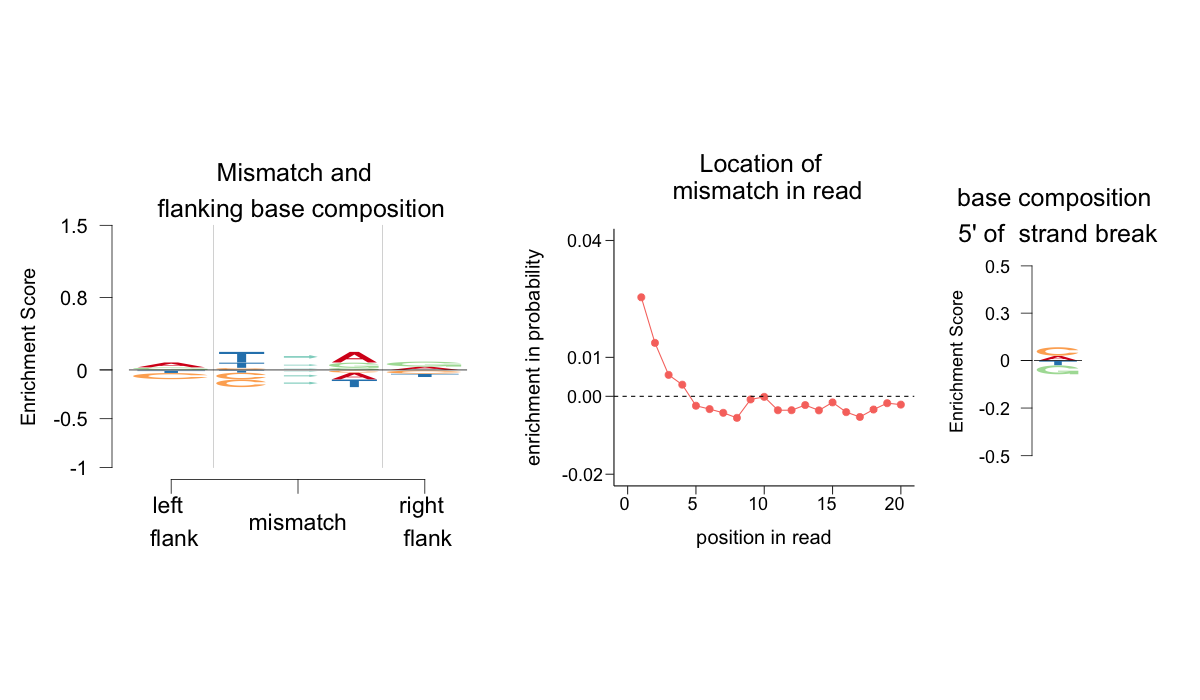 Mismatch and
flanking base composition
Enrichment Score
1.5
0.8
0
-0.5
-1
left
flank
mismatch
right
flank
Location of
mismatch in read
enrichment in probability
0.04
0.01
0.00
-0.02
0
5
10
15
20
position in read
base composition
5' of strand break
Enrichment Score
0.5
0.3
0
-0.2
-0.5